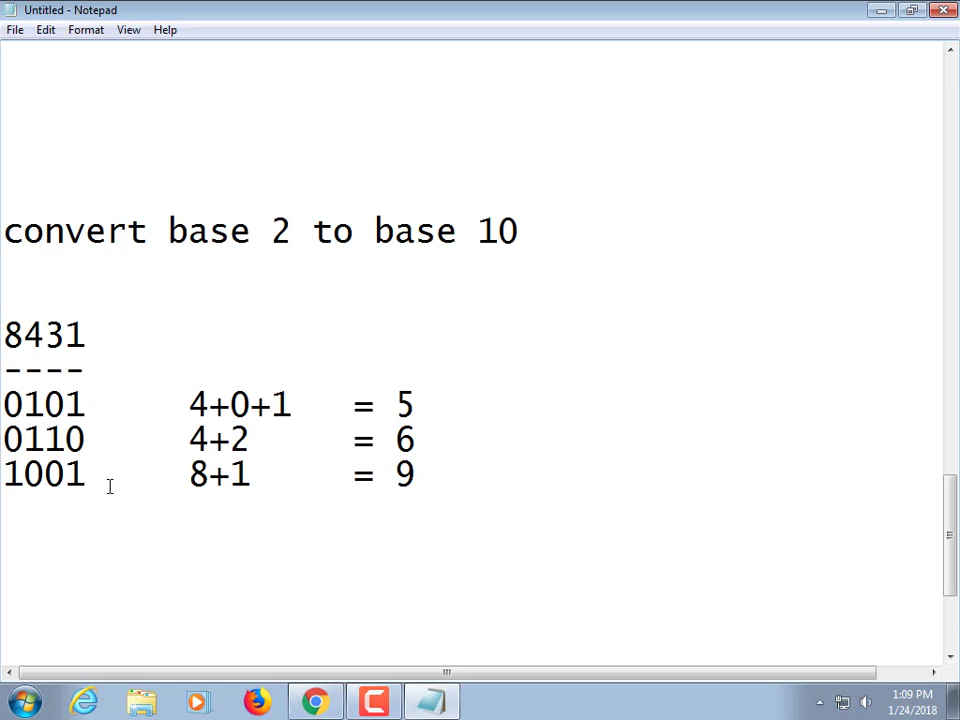 Untitled - Notepad
File Edit Format View Help
convert base 2 to base 10
8431
----
0101 4+0+1 = 5
0110 4+2 = 6
1001 8+1 = 9
1:09 PM
1/24/2018